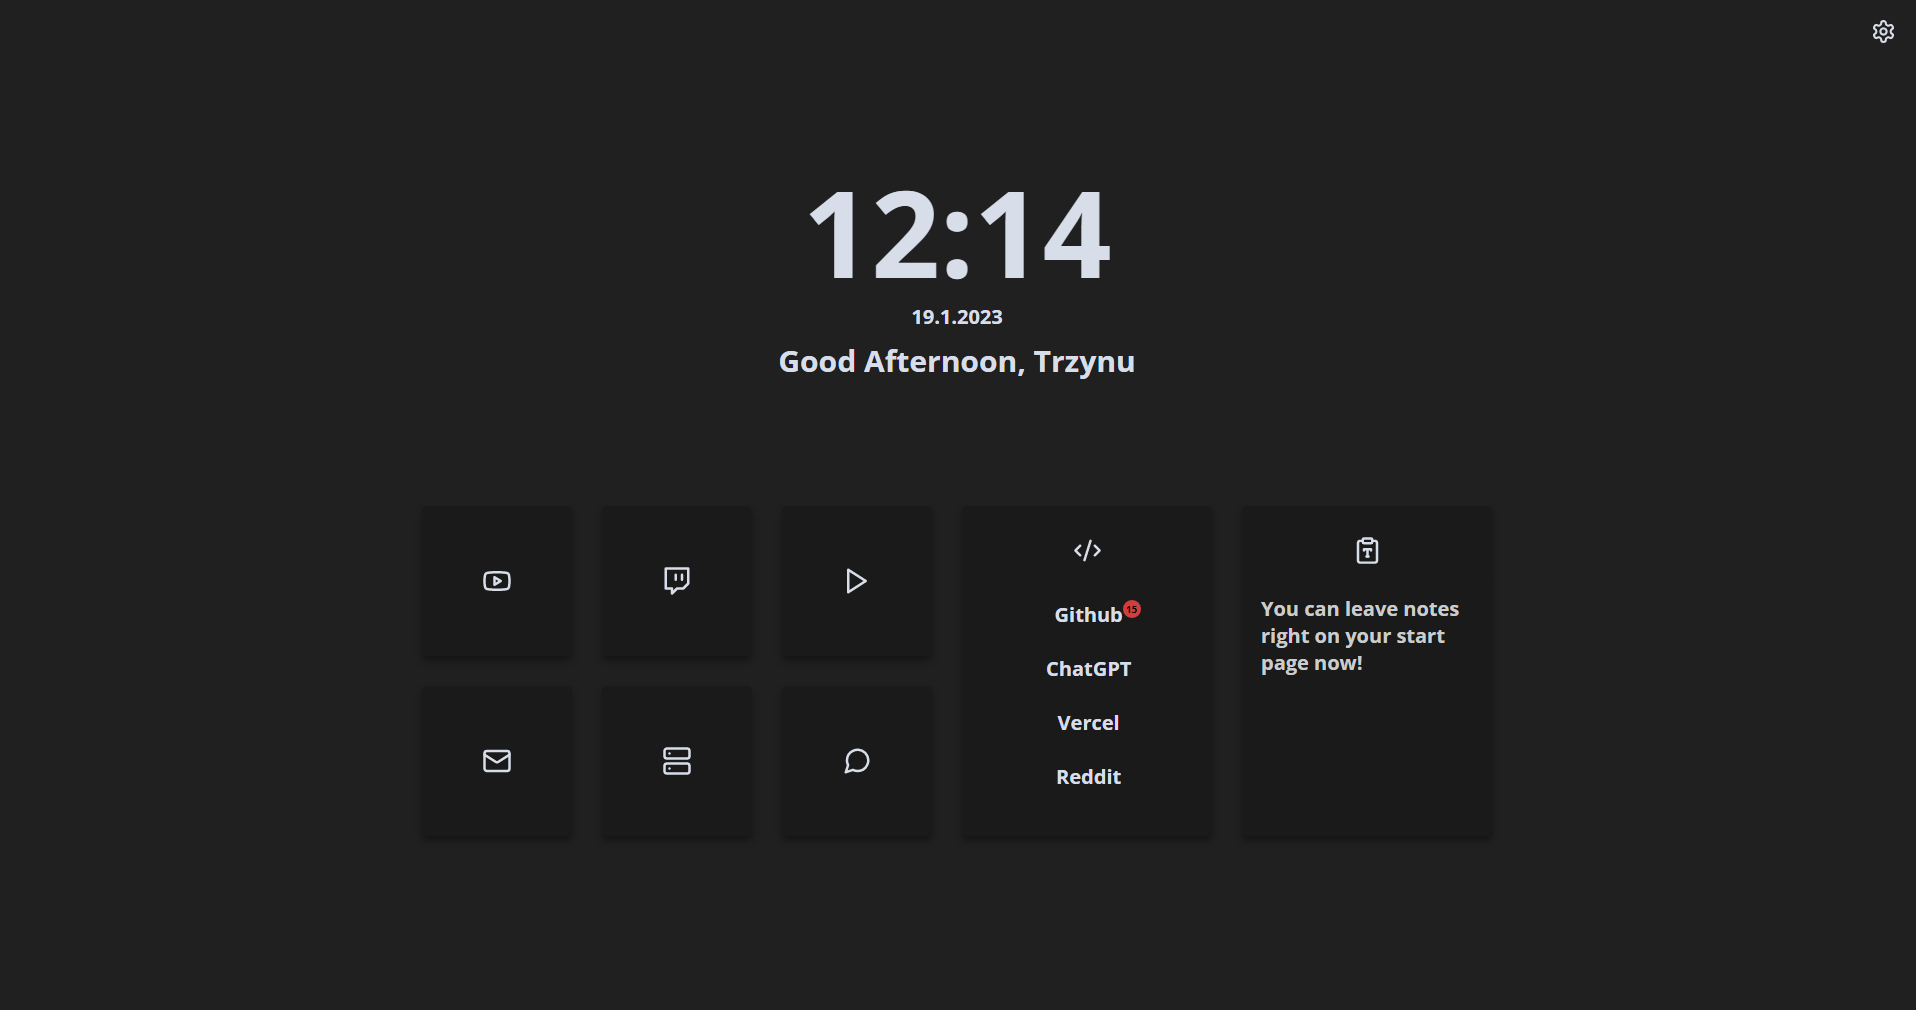 12:14
19.1.2023
Good Afternoon, Trzynu
Github 15
ChatGPT
Vercel
Reddit
You can leave notes
right on your start
page now!